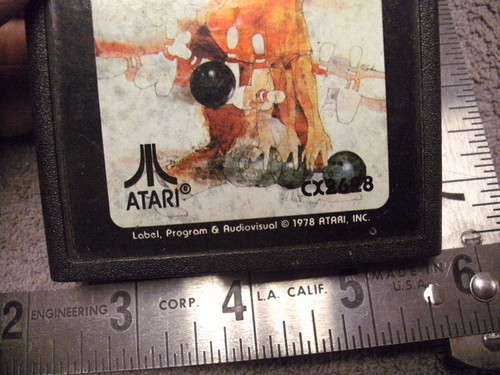 ATARI®
CX2628
Label, Program & Audiovisual © 1978 ATARI, INC.
MADE IN
U.S.A.
2 ENGINEERING 3 CORP. 4 L.A. CALIF. 5 6